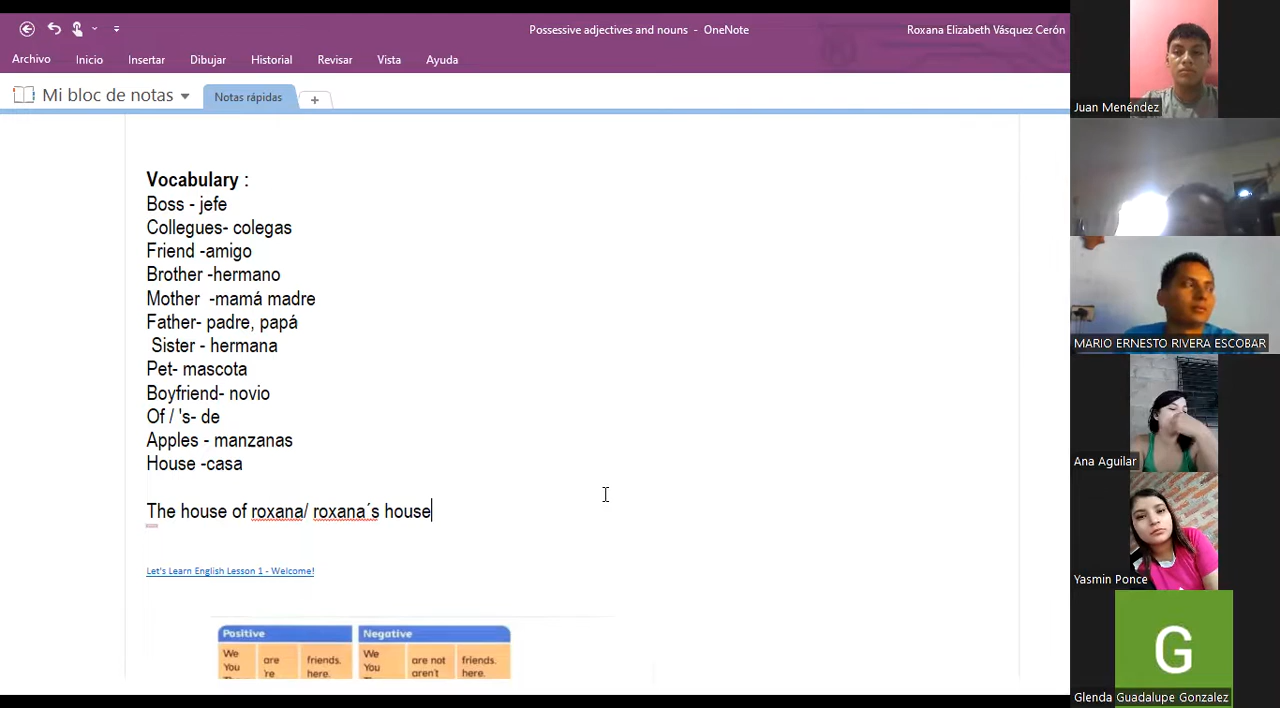 Possessive adjectives and nouns - OneNote
Roxana Elizabeth Vásquez Cerón
Archivo Inicio Insertar Dibujar Historial Revisar Vista Ayuda
Mi bloc de notas Notas rápidas +
Vocabulary :
Boss - jefe
Collegues- colegas
Friend -amigo
Brother -hermano
Mother -mamá madre
Father- padre, papá
Sister - hermana
Pet- mascota
Boyfriend- novio
Of / 's- de
Apples - manzanas
House -casa
The house of roxana/ roxana´s house
Let's Learn English Lesson 1 - Welcome!
Positive Negative
We are friends. We are not friends.
You 're here. You aren't here.
Juan Menéndez
MARIO ERNESTO RIVERA ESCOBAR
Ana Aguilar
Yasmin Ponce
G
Glenda Guadalupe Gonzalez